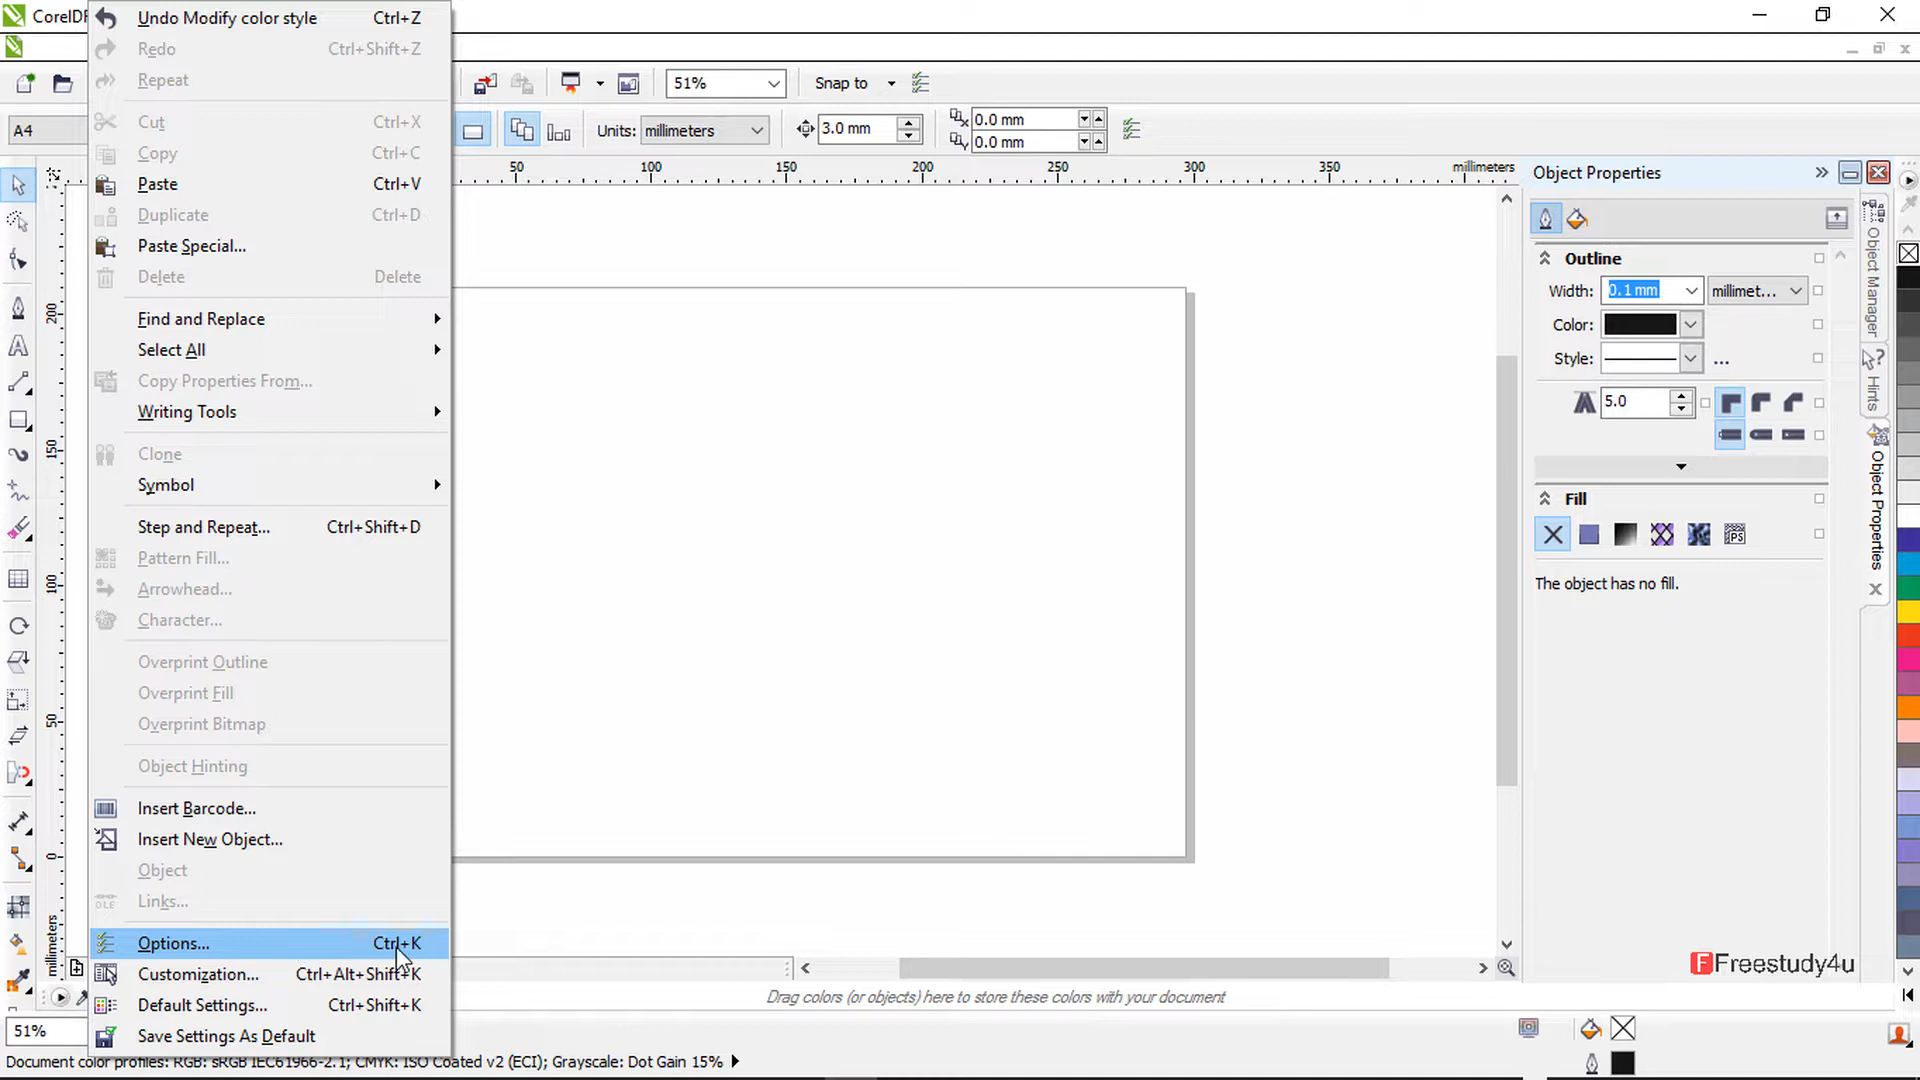 CorelDR
Undo Modify color style Ctrl+Z
Redo Ctrl+Shift+Z
Repeat
Cut Ctrl+X
Copy Ctrl+C
Paste Ctrl+V
Duplicate Ctrl+D
Paste Special...
Delete Delete
Find and Replace
Select All
Copy Properties From...
Writing Tools
Clone
Symbol
Step and Repeat... Ctrl+Shift+D
Pattern Fill...
Arrowhead...
Character...
Overprint Outline
Overprint Fill
Overprint Bitmap
Object Hinting
Insert Barcode...
Insert New Object...
Object
Links...
Options... Ctrl+K
Customization... Ctrl+Alt+Shift+K
Default Settings... Ctrl+Shift+K
Save Settings As Default
51% Snap to
A4 Units: millimeters 3.0 mm 0.0 mm
0.0 mm
50 100 150 200 250 300 350 millimeters
200
150
100
50
0
millimeters
Object Properties
Outline
Width: 0.1 mm millimet...
Color:
Style: ...
5.0
Fill
PS
The object has no fill.
Object Manager
Hints
Object Properties
Freestudy4u
Drag colors (or objects) here to store these colors with your document
51%
Document color profiles: RGB: sRGB IEC61966-2.1; CMYK: ISO Coated v2 (ECI); Grayscale: Dot Gain 15%